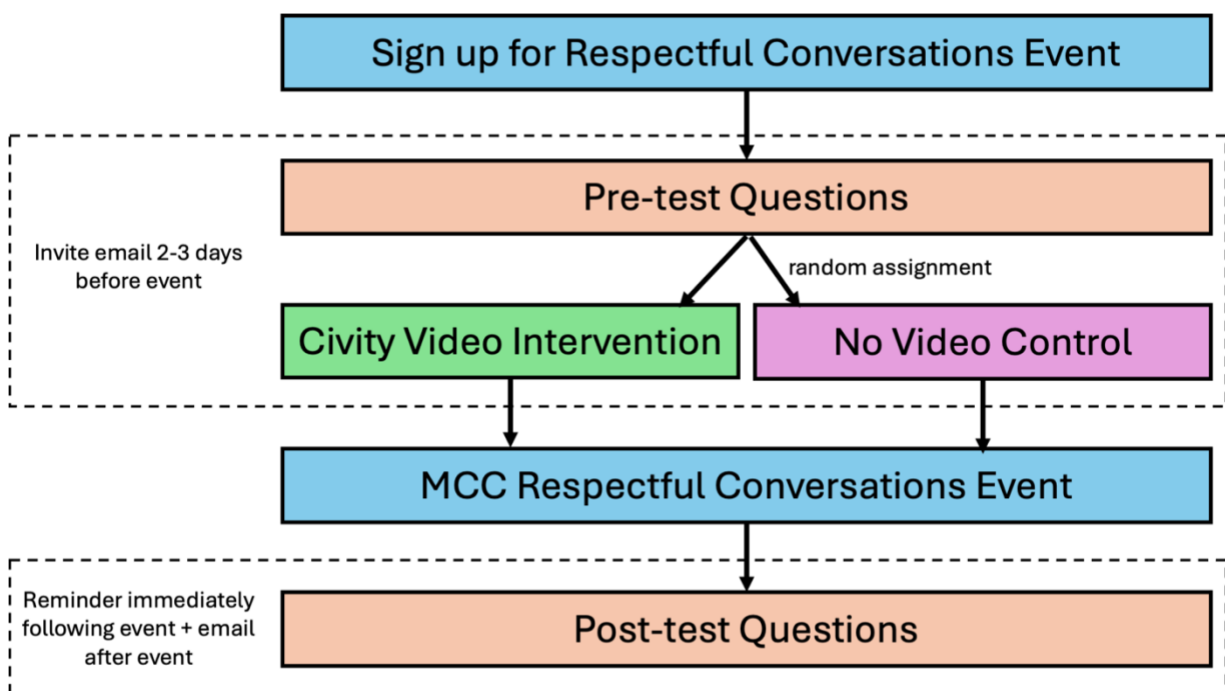 Sign up for Respectful Conversations Event
Pre-test Questions
Invite email 2-3 days
before event
random assignment
Civity Video Intervention
No Video Control
MCC Respectful Conversations Event
Reminder immediately
following event + email
after event
Post-test Questions